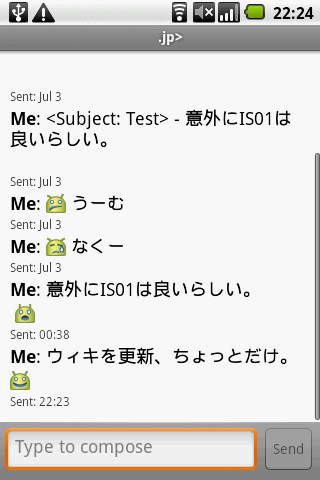 22:24
.jp>
Sent: Jul 3
Me: <Subject: Test> - 意外にIS01は
良いらしい。
Sent: Jul 3
Me: うーむ
Sent: Jul 3
Me: なくー
Sent: Jul 3
Me: 意外にIS01は良いらしい。
Sent: 00:38
Me: ウィキを更新、ちょっとだけ。
Sent: 22:23
Type to compose
Send